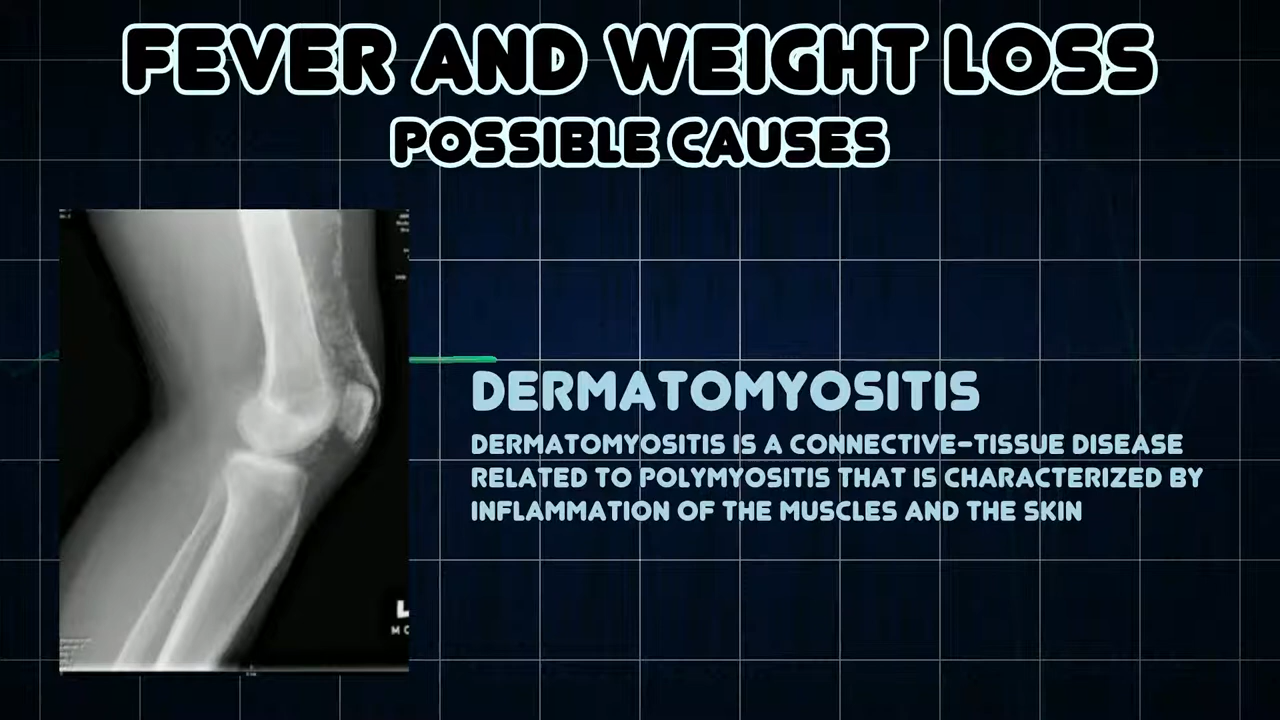 FEVER AND WEIGHT LOSS
POSSIBLE CAUSES
DERMATOMYOSITIS
DERMATOMYOSITIS IS A CONNECTIVE-TISSUE DISEASE
RELATED TO POLYMYOSITIS THAT IS CHARACTERIZED BY
INFLAMMATION OF THE MUSCLES AND THE SKIN
L